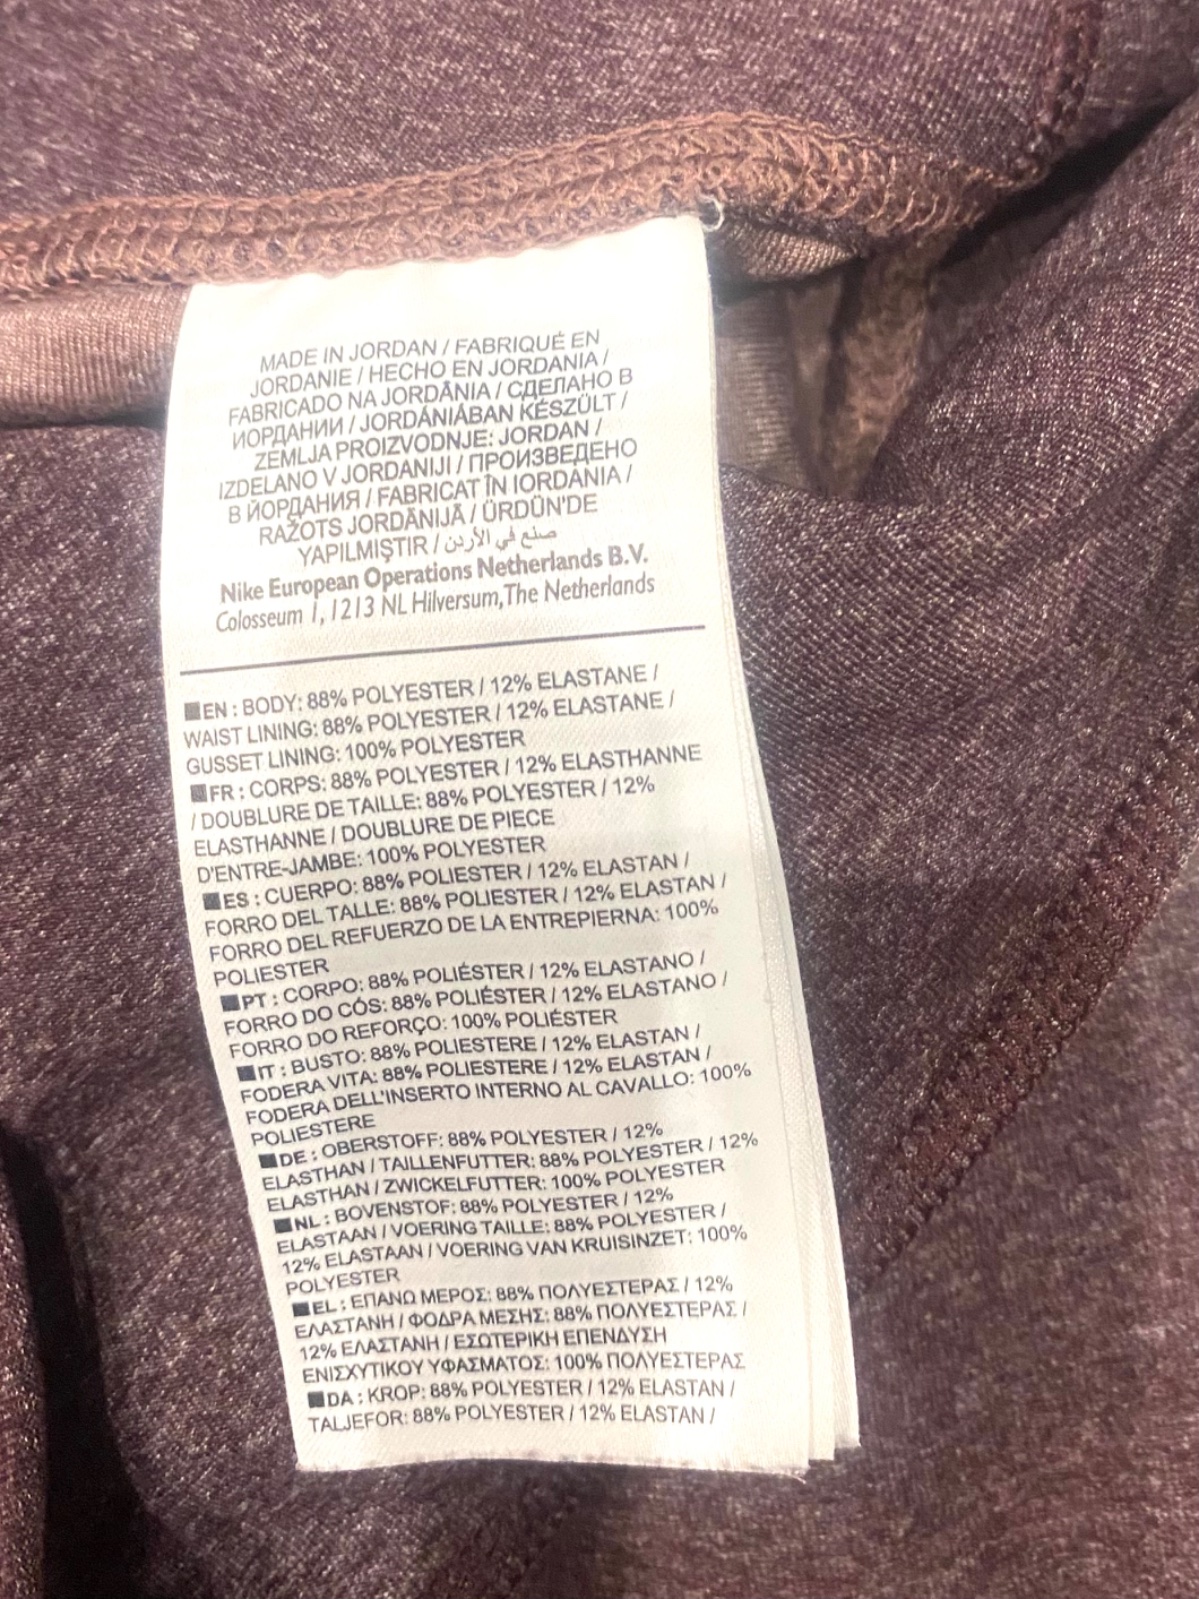 MADE IN JORDAN / FABRIQUÉ EN
JORDANIE / HECHO EN JORDANIA /
FABRICADO NA JORDÂNIA / СДЕЛАНО В
ИОРДАНИИ / JORDÁNIÁBAN KÉSZÜLT /
ZEMLJA PROIZVODNJE: JORDAN /
IZDELANO V JORDANIJI / ПРОИЗВЕДЕНО
В ЙОРДАНИЯ / FABRICAT ÎN IORDANIA /
RAŽOTS JORDĀNIJĀ / ÜRDÜN'DE
YAPILMIŞTIR / صنع في الأردن
Nike European Operations Netherlands B.V.
Colosseum 1, 1213 NL Hilversum, The Netherlands
■EN : BODY: 88% POLYESTER / 12% ELASTANE /
WAIST LINING: 88% POLYESTER / 12% ELASTANE /
GUSSET LINING: 100% POLYESTER
■FR : CORPS: 88% POLYESTER / 12% ELASTHANNE
/ DOUBLURE DE TAILLE: 88% POLYESTER / 12%
ELASTHANNE / DOUBLURE DE PIECE
D'ENTRE-JAMBE: 100% POLYESTER
■ES : CUERPO: 88% POLIESTER / 12% ELASTAN /
FORRO DEL TALLE: 88% POLIESTER / 12% ELASTAN /
FORRO DEL REFUERZO DE LA ENTREPIERNA: 100%
POLIESTER
■PT : CORPO: 88% POLIÉSTER / 12% ELASTANO /
FORRO DO CÓS: 88% POLIÉSTER / 12% ELASTANO /
FORRO DO REFORÇO: 100% POLIÉSTER
■IT : BUSTO: 88% POLIESTERE / 12% ELASTAN /
FODERA VITA: 88% POLIESTERE / 12% ELASTAN /
FODERA DELL'INSERTO INTERNO AL CAVALLO: 100%
POLIESTERE
■DE : OBERSTOFF: 88% POLYESTER / 12%
ELASTHAN / TAILLENFUTTER: 88% POLYESTER / 12%
ELASTHAN / ZWICKELFUTTER: 100% POLYESTER
■NL : BOVENSTOF: 88% POLYESTER / 12%
ELASTAAN / VOERING TAILLE: 88% POLYESTER /
12% ELASTAAN / VOERING VAN KRUISINZET: 100%
POLYESTER
■EL : ΕΠΑΝΩ ΜΕΡΟΣ: 88% ΠΟΛΥΕΣΤΕΡΑΣ / 12%
ΕΛΑΣΤΑΝΗ / ΦΟΔΡΑ ΜΕΣΗΣ: 88% ΠΟΛΥΕΣΤΕΡΑΣ /
12% ΕΛΑΣΤΑΝΗ / ΕΣΩΤΕΡΙΚΗ ΕΠΕΝΔΥΣΗ
ΕΝΙΣΧΥΤΙΚΟΥ ΥΦΑΣΜΑΤΟΣ: 100% ΠΟΛΥΕΣΤΕΡΑΣ
■DA : KROP: 88% POLYESTER / 12% ELASTAN /
TALJEFOR: 88% POLYESTER / 12% ELASTAN /